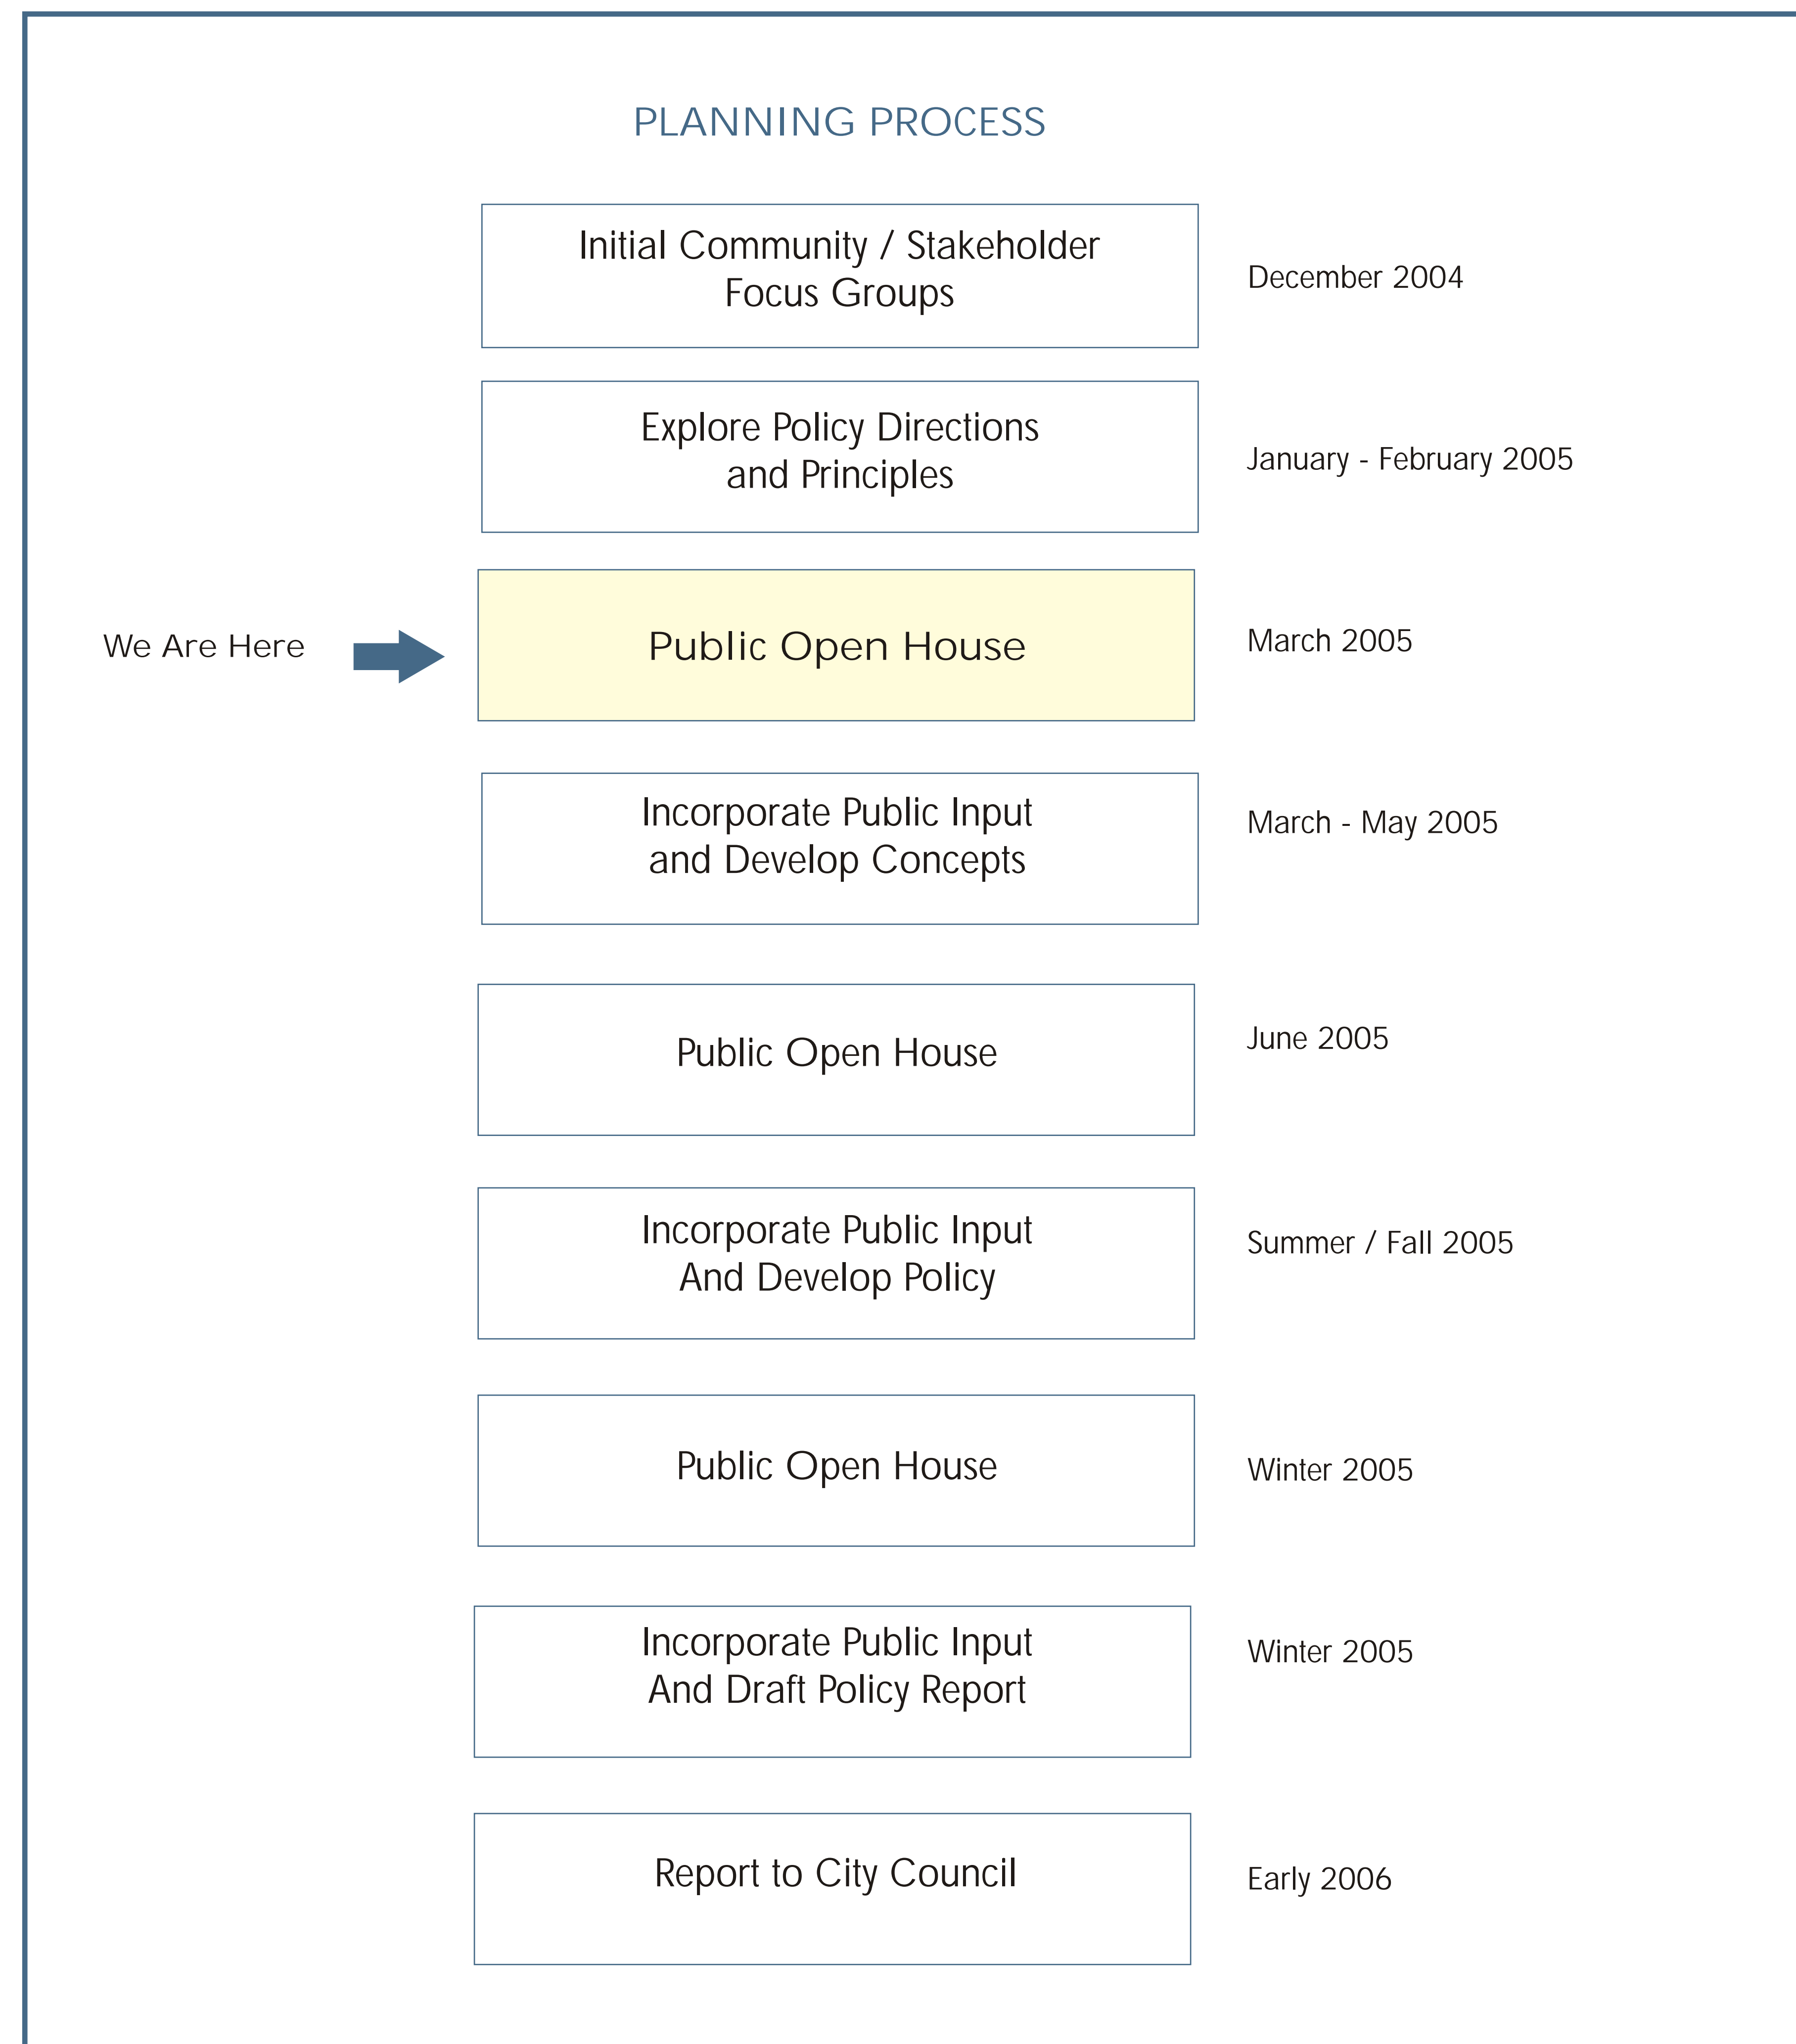 PLANNING PROCESS
Initial Community / Stakeholder
Focus Groups
December 2004
Explore Policy Directions
and Principles
January - February 2005
We Are Here
Public Open House
March 2005
Incorporate Public Input
and Develop Concepts
March - May 2005
Public Open House
June 2005
Incorporate Public Input
And Develop Policy
Summer / Fall 2005
Public Open House
Winter 2005
Incorporate Public Input
And Draft Policy Report
Winter 2005
Report to City Council
Early 2006